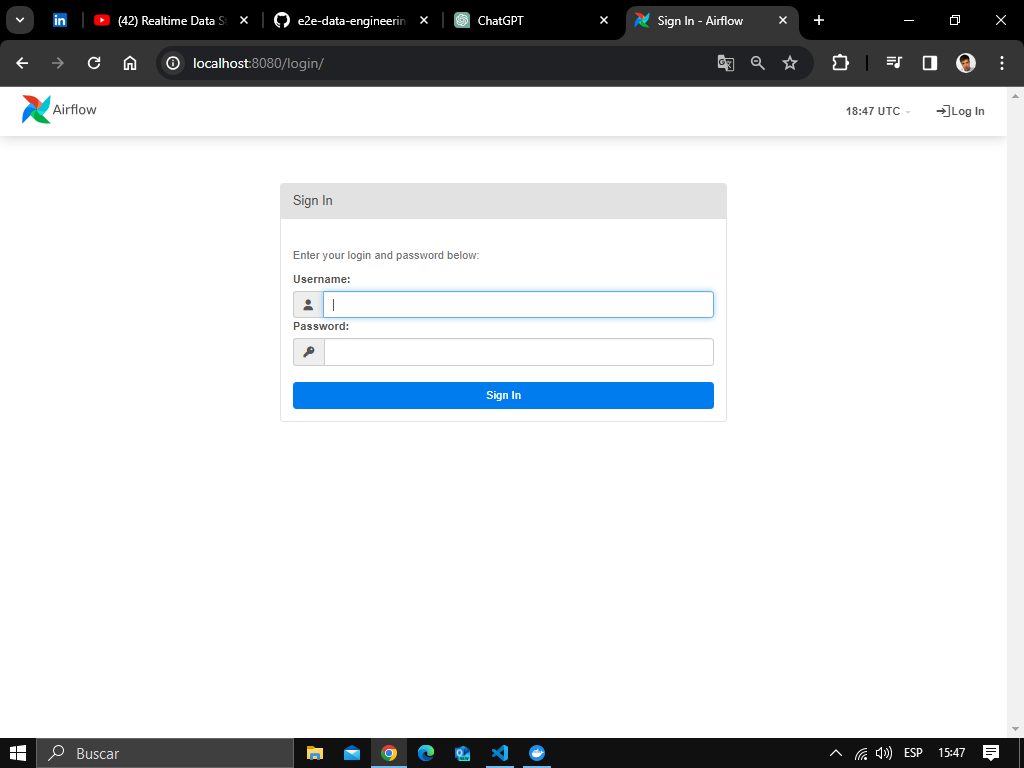 (42) Realtime Data St
e2e-data-engineerin
ChatGPT
Sign In - Airflow
localhost:8080/login/
Airflow
18:47 UTC
Log In
Sign In
Enter your login and password below:
Username:
Password:
Sign In
Buscar
ESP
15:47